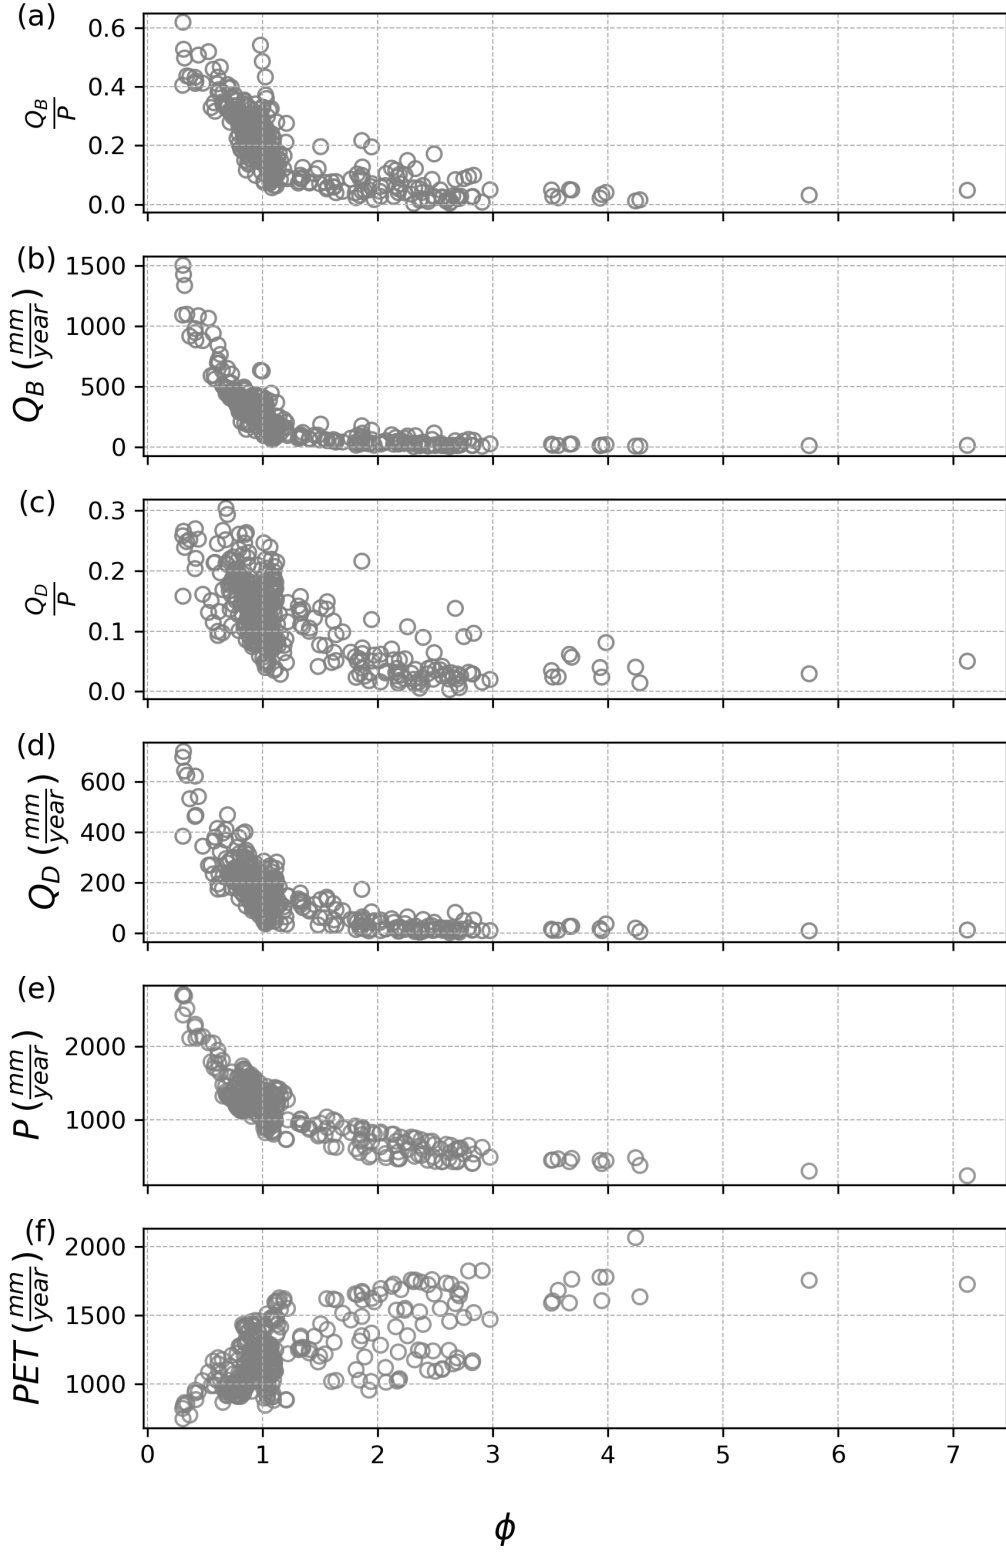 (a)
0.6
0.4
0.2
0.0
Q_B
P
(b)
1500
1000
500
0
Q_B (mm/year)
(c)
0.3
0.2
0.1
0.0
Q_D
P
(d)
600
400
200
0
Q_D (mm/year)
(e)
2000
1000
P (mm/year)
(f)
2000
1500
1000
PET (mm/year)
0 1 2 3 4 5 6 7
ϕ